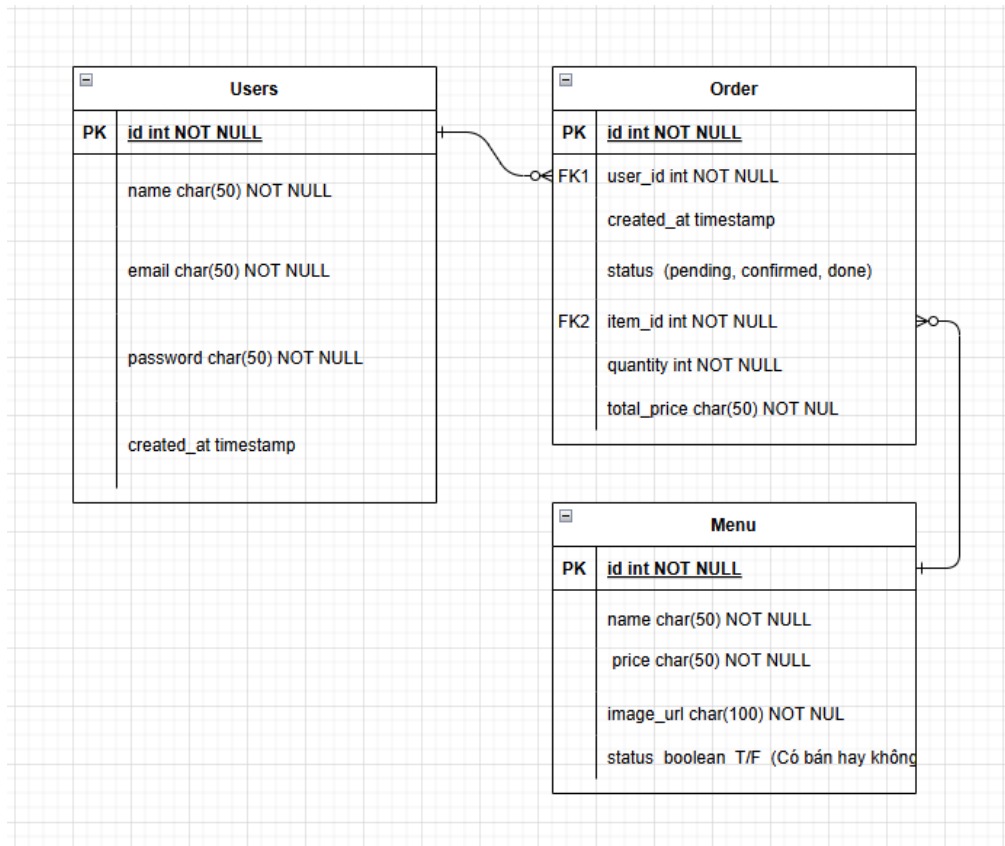 Users
PK id int NOT NULL
name char(50) NOT NULL
email char(50) NOT NULL
password char(50) NOT NULL
created_at timestamp
Order
PK id int NOT NULL
FK1 user_id int NOT NULL
created_at timestamp
status (pending, confirmed, done)
FK2 item_id int NOT NULL
quantity int NOT NULL
total_price char(50) NOT NUL
Menu
PK id int NOT NULL
name char(50) NOT NULL
price char(50) NOT NULL
image_url char(100) NOT NUL
status boolean T/F (Có bán hay không